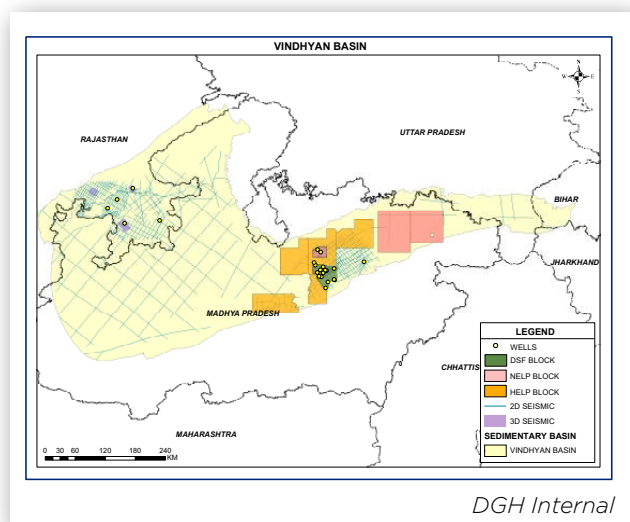 VINDHYAN BASIN
N
W E
S
RAJASTHAN
UTTAR PRADESH
BIHAR
JHARKHAND
MADHYA PRADESH
CHHATTIS
MAHARASHTRA
LEGEND
WELLS
DSF BLOCK
NELP BLOCK
HELP BLOCK
2D SEISMIC
3D SEISMIC
SEDIMENTARY BASIN
VINDHYAN BASIN
0 30 60 120 180 240
KM
DGH Internal